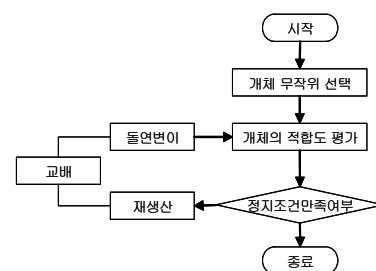 시작
개체 무작위 선택
돌연변이
개체의 적합도 평가
교배
재생산
정지조건만족여부
종료